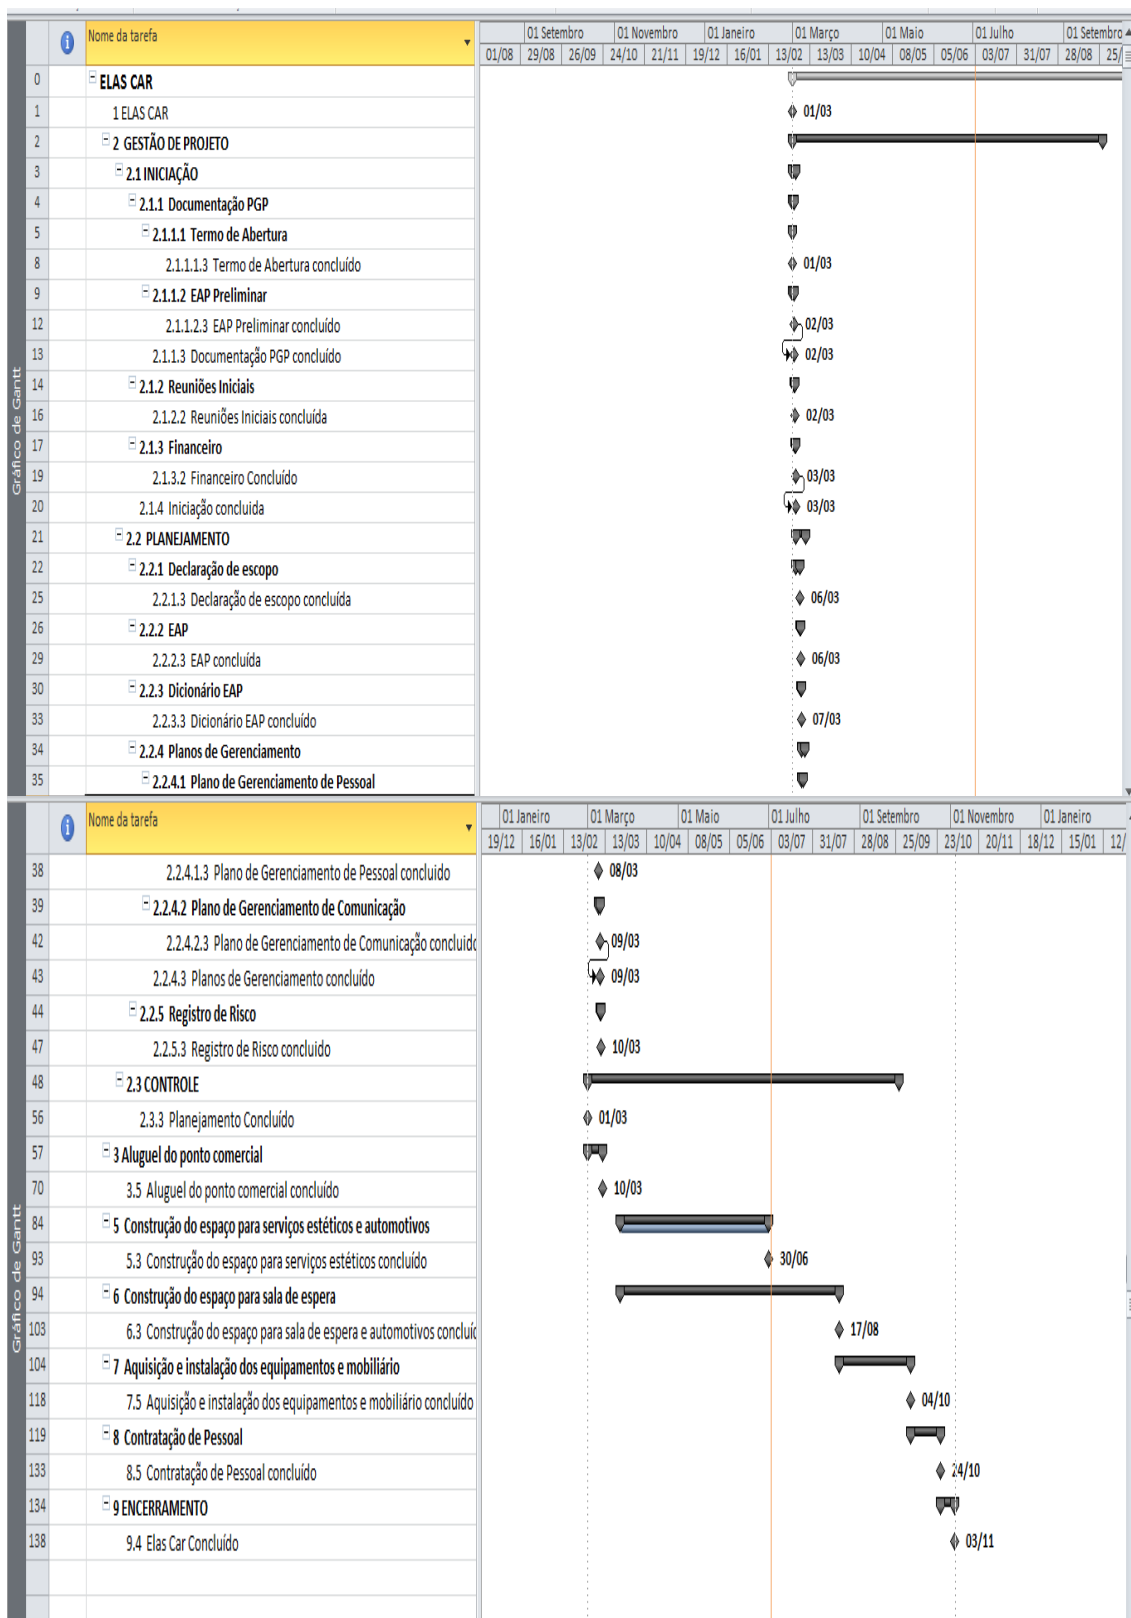 Gráfico de Gantt
Nome da tarefa
01 Setembro 01 Novembro 01 Janeiro 01 Março 01 Maio 01 Julho 01 Setembro
01/08 29/08 26/09 24/10 21/11 19/12 16/01 13/02 13/03 10/04 08/05 05/06 03/07 31/07 28/08 25/
0 ELAS CAR
1 1 ELAS CAR 01/03
2 2 GESTÃO DE PROJETO
3 2.1 INICIAÇÃO
4 2.1.1 Documentação PGP
5 2.1.1.1 Termo de Abertura
8 2.1.1.1.3 Termo de Abertura concluído 01/03
9 2.1.1.2 EAP Preliminar
12 2.1.1.2.3 EAP Preliminar concluído 02/03
13 2.1.1.3 Documentação PGP concluído 02/03
14 2.1.2 Reuniões Iniciais
16 2.1.2.2 Reuniões Iniciais concluída 02/03
17 2.1.3 Financeiro
19 2.1.3.2 Financeiro Concluído 03/03
20 2.1.4 Iniciação concluida 03/03
21 2.2 PLANEJAMENTO
22 2.2.1 Declaração de escopo
25 2.2.1.3 Declaração de escopo concluída 06/03
26 2.2.2 EAP
29 2.2.2.3 EAP concluída 06/03
30 2.2.3 Dicionário EAP
33 2.2.3.3 Dicionário EAP concluído 07/03
34 2.2.4 Planos de Gerenciamento
35 2.2.4.1 Plano de Gerenciamento de Pessoal
Gráfico de Gantt
Nome da tarefa
01 Janeiro 01 Março 01 Maio 01 Julho 01 Setembro 01 Novembro 01 Janeiro
19/12 16/01 13/02 13/03 10/04 08/05 05/06 03/07 31/07 28/08 25/09 23/10 20/11 18/12 15/01 12/
38 2.2.4.1.3 Plano de Gerenciamento de Pessoal concluido 08/03
39 2.2.4.2 Plano de Gerenciamento de Comunicação
42 2.2.4.2.3 Plano de Gerenciamento de Comunicação concluido 09/03
43 2.2.4.3 Planos de Gerenciamento concluído 09/03
44 2.2.5 Registro de Risco
47 2.2.5.3 Registro de Risco concluido 10/03
48 2.3 CONTROLE
56 2.3.3 Planejamento Concluído 01/03
57 3 Aluguel do ponto comercial
70 3.5 Aluguel do ponto comercial concluído 10/03
84 5 Construção do espaço para serviços estéticos e automotivos
93 5.3 Construção do espaço para serviços estéticos concluído 30/06
94 6 Construção do espaço para sala de espera
103 6.3 Construção do espaço para sala de espera e automotivos concluíd 17/08
104 7 Aquisição e instalação dos equipamentos e mobiliário
118 7.5 Aquisição e instalação dos equipamentos e mobiliário concluído 04/10
119 8 Contratação de Pessoal
133 8.5 Contratação de Pessoal concluído 24/10
134 9 ENCERRAMENTO
138 9.4 Elas Car Concluído 03/11